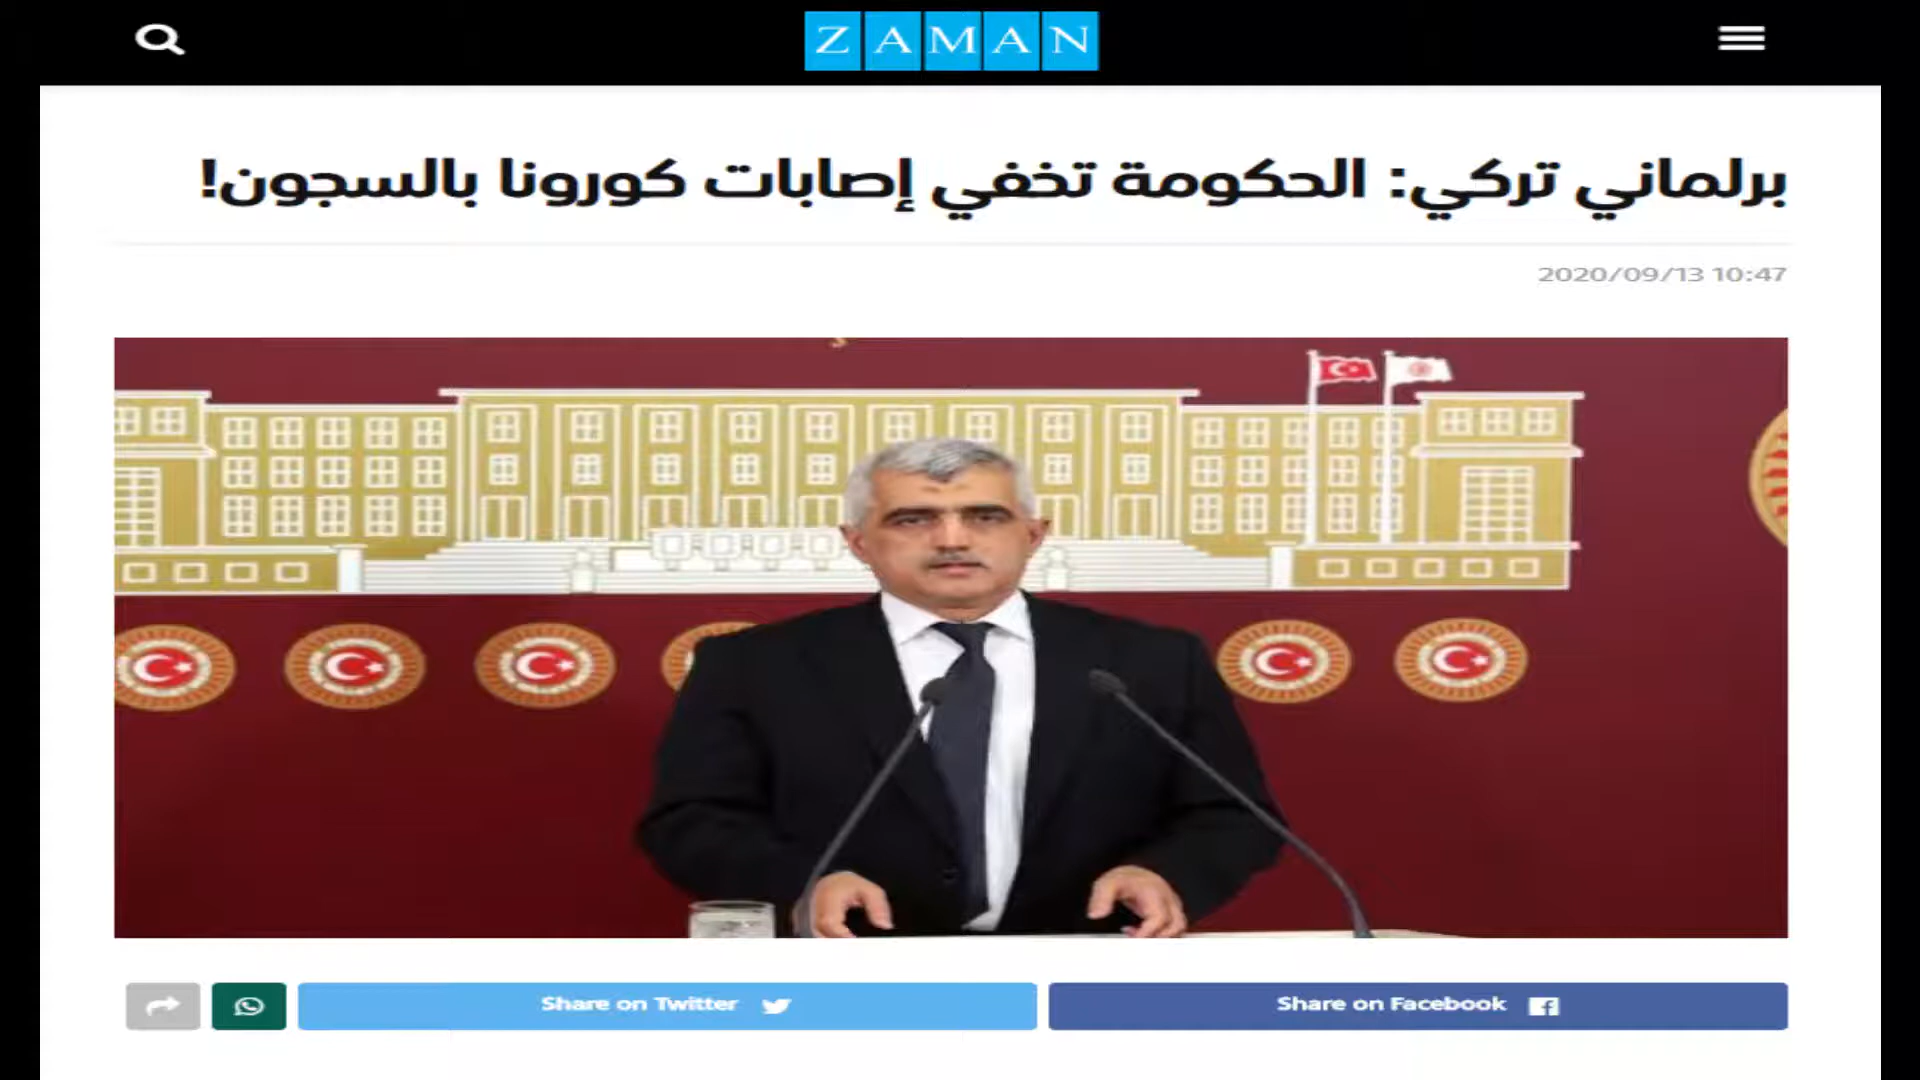 ZAMAN
برلماني تركي: الحكومة تخفي إصابات كورونا بالسجون!
2020/09/13 10:47
Share on Twitter
Share on Facebook